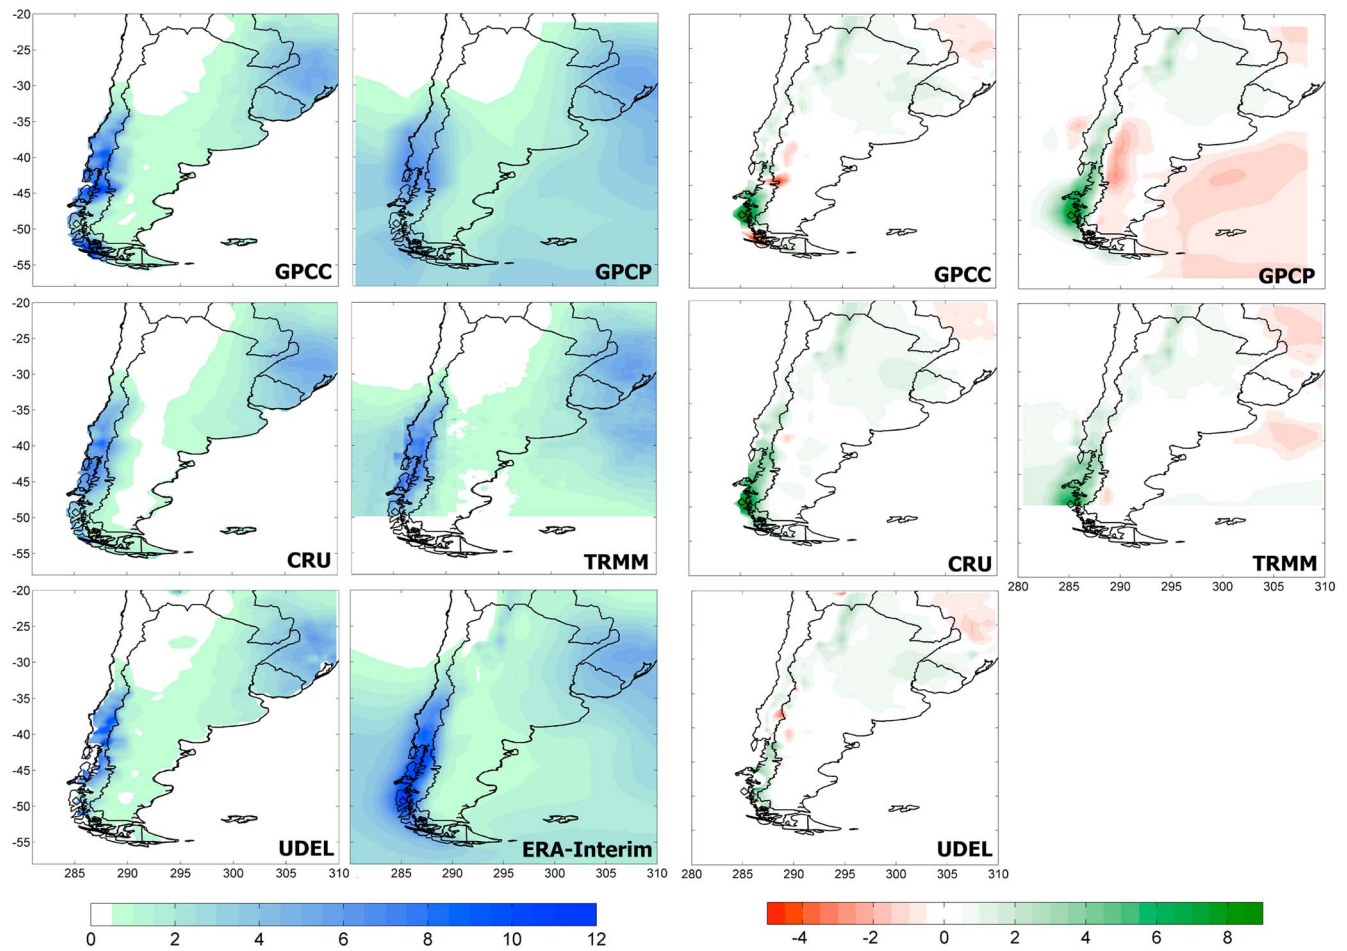 -20
-25
-30
-35
-40
-45
-50
-55
GPCC
GPCP
GPCC
GPCP
-20
-25
-30
-35
-40
-45
-50
-55
CRU
TRMM
CRU
TRMM
280 285 290 295 300 305 310
-20
-25
-30
-35
-40
-45
-50
-55
UDEL
ERA-Interim
UDEL
285 290 295 300 305 310 285 290 295 300 305 310
280 285 290 295 300 305 310
0 2 4 6 8 10 12
-4 -2 0 2 4 6 8